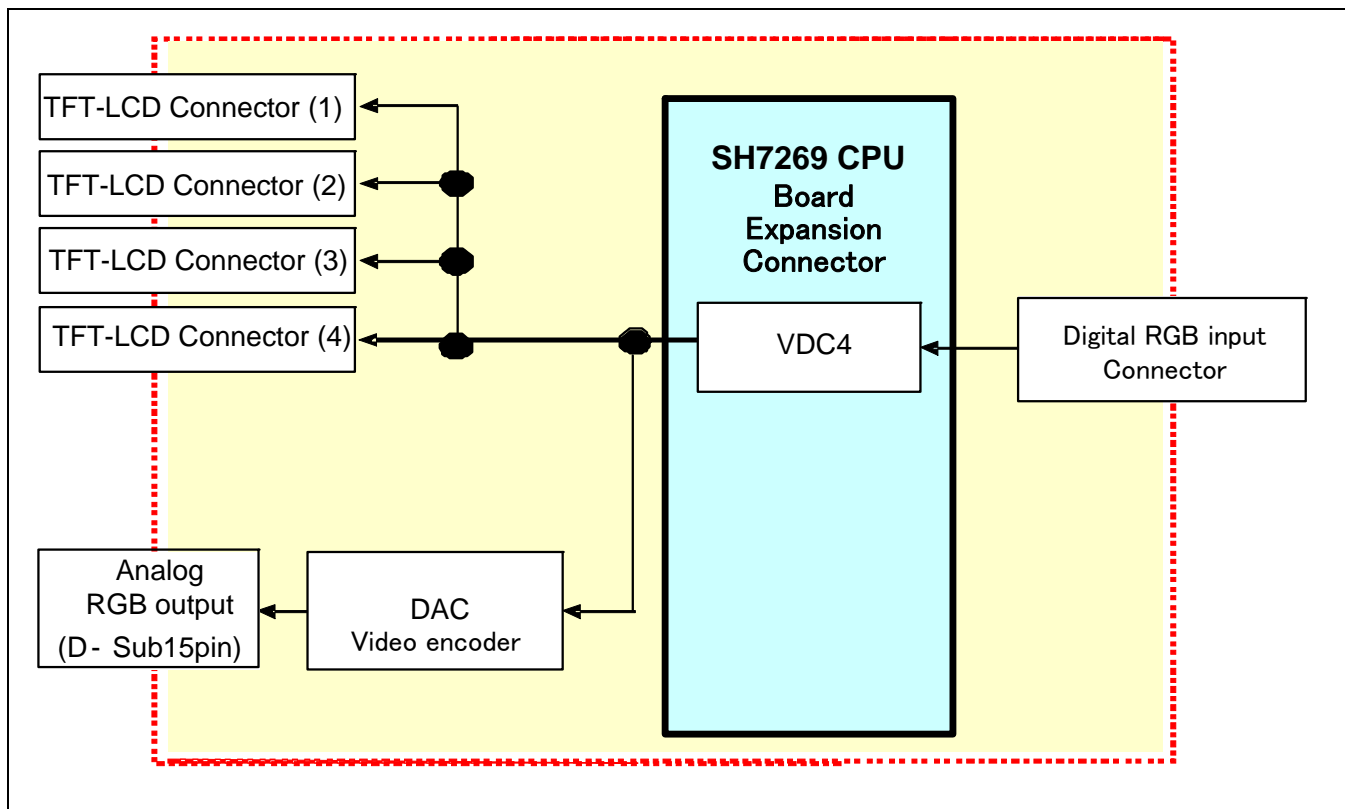 TFT-LCD Connector (1)
TFT-LCD Connector (2)
TFT-LCD Connector (3)
TFT-LCD Connector (4)
SH7269 CPU
Board
Expansion
Connector
VDC4
Digital RGB input
Connector
Analog
RGB output
(D- Sub15pin)
DAC
Video encoder